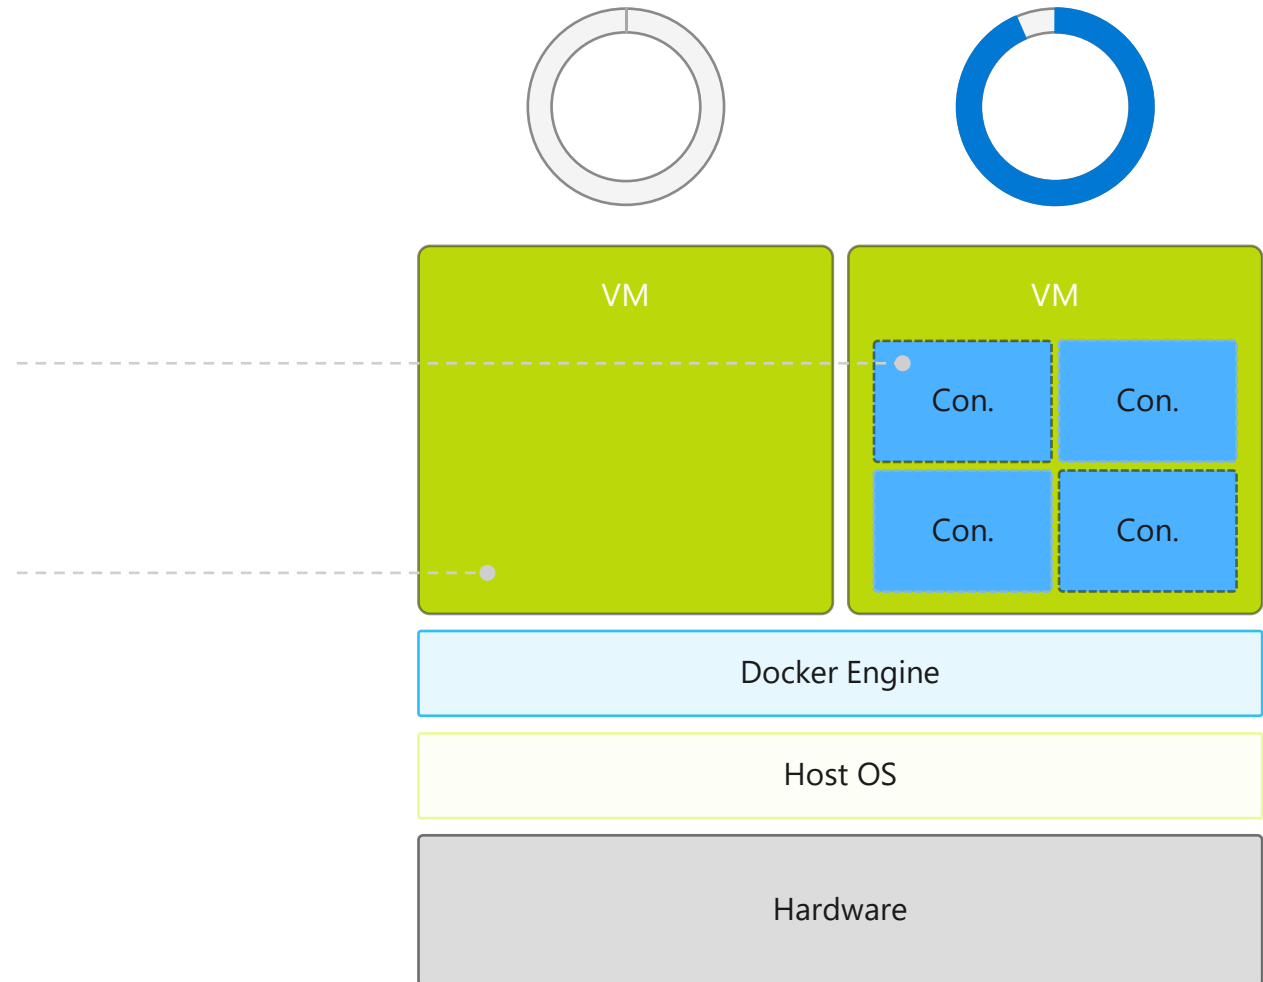 VM
VM
Con.
Con.
Con.
Con.
Docker Engine
Host OS
Hardware